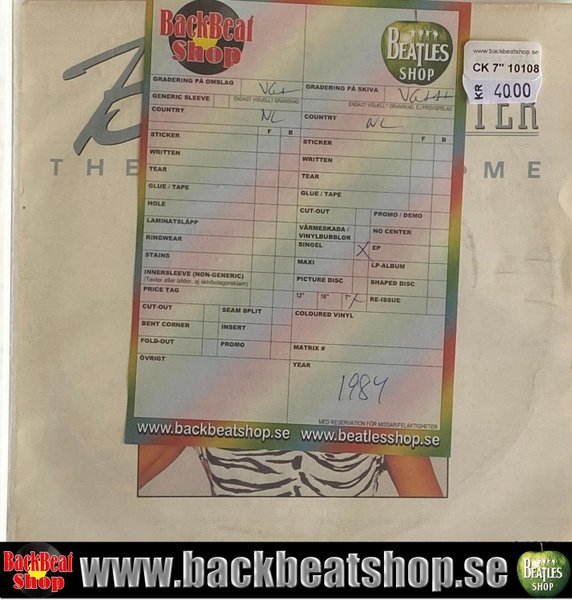 BackBeat
Shop
BEATLES
SHOP
www.backbeatshop.se
CK 7" 10108
KR 40.00
B TER
THE OME
GRADERING PÅ OMSLAG VG++
GRADERING PÅ SKIVA VG++
GENERIC SLEEVE
ENDAST VISUELLT GRANSKAD
ENDAST VISUELLT GRANSKAD, EJ PROVSPELAD
COUNTRY NL
COUNTRY NL
F B
F B
STICKER
STICKER
WRITTEN
WRITTEN
TEAR
TEAR
GLUE / TAPE
GLUE / TAPE
HOLE
CUT-OUT
PROMO / DEMO
LAMINATSLÄPP
VÄRMESKADA /
VINYLBUBBLOR
NO CENTER
RINGWEAR
SINGEL X
EP
STAINS
MAXI
LP-ALBUM
INNERSLEEVE (NON-GENERIC)
(Texter eller bilder, ej skivbolagsreklam)
PICTURE DISC
SHAPED DISC
PRICE TAG
12" 10" 7" X
RE-ISSUE
CUT-OUT
SEAM SPLIT
COLOURED VINYL
BENT CORNER
INSERT
FOLD-OUT
PROMO
MATRIX #
ÖVRIGT
YEAR
1984
MED RESERVATION FÖR MISSAR/FELAKTIGHETER
www.backbeatshop.se www.beatlesshop.se
BackBeat
Shop
www.backbeatshop.se
BEATLES
SHOP